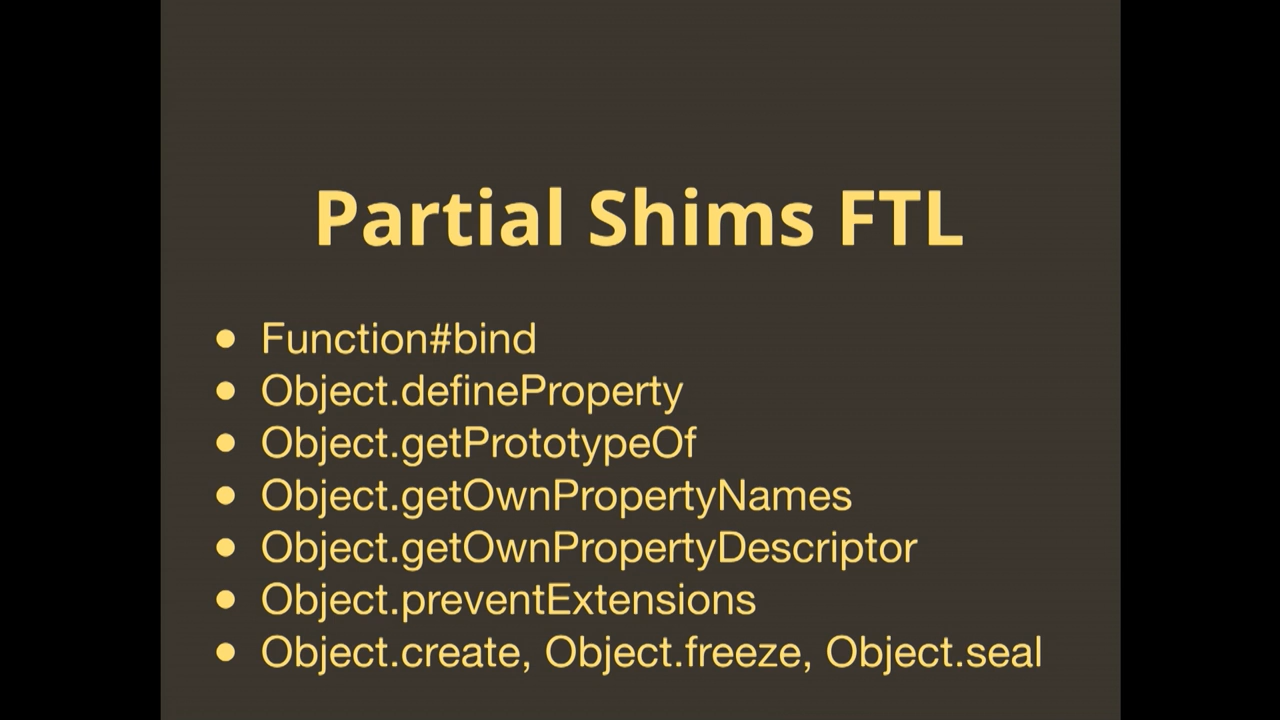 Partial Shims FTL
• Function#bind
• Object.defineProperty
• Object.getPrototypeOf
• Object.getOwnPropertyNames
• Object.getOwnPropertyDescriptor
• Object.preventExtensions
• Object.create, Object.freeze, Object.seal